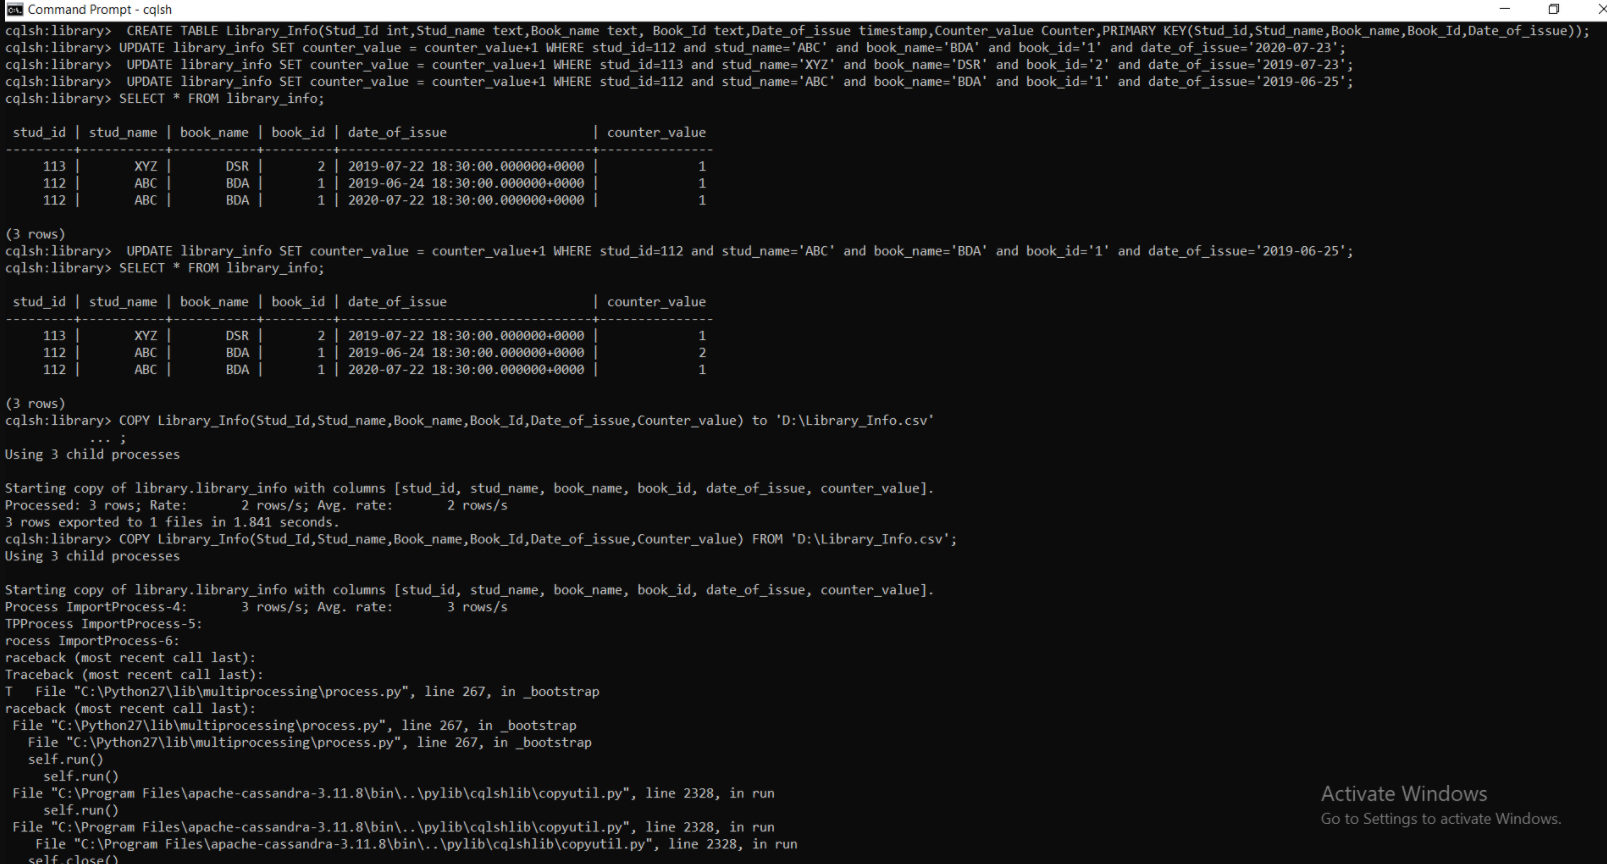 Command Prompt - cqlsh
cqlsh:library>  CREATE TABLE Library_Info(Stud_Id int,Stud_name text,Book_name text, Book_Id text,Date_of_issue timestamp,Counter_value Counter,PRIMARY KEY(Stud_id,Stud_name,Book_name,Book_Id,Date_of_issue));
cqlsh:library> UPDATE library_info SET counter_value = counter_value+1 WHERE stud_id=112 and stud_name='ABC' and book_name='BDA' and book_id='1' and date_of_issue='2020-07-23';
cqlsh:library>  UPDATE library_info SET counter_value = counter_value+1 WHERE stud_id=113 and stud_name='XYZ' and book_name='DSR' and book_id='2' and date_of_issue='2019-07-23';
cqlsh:library>  UPDATE library_info SET counter_value = counter_value+1 WHERE stud_id=112 and stud_name='ABC' and book_name='BDA' and book_id='1' and date_of_issue='2019-06-25';
cqlsh:library> SELECT * FROM library_info;
 stud_id | stud_name | book_name | book_id | date_of_issue                   | counter_value
---------+-----------+-----------+---------+---------------------------------+---------------
     113 |       XYZ |       DSR |       2 | 2019-07-22 18:30:00.000000+0000 |             1
     112 |       ABC |       BDA |       1 | 2019-06-24 18:30:00.000000+0000 |             1
     112 |       ABC |       BDA |       1 | 2020-07-22 18:30:00.000000+0000 |             1
(3 rows)
cqlsh:library>  UPDATE library_info SET counter_value = counter_value+1 WHERE stud_id=112 and stud_name='ABC' and book_name='BDA' and book_id='1' and date_of_issue='2019-06-25';
cqlsh:library> SELECT * FROM library_info;
 stud_id | stud_name | book_name | book_id | date_of_issue                   | counter_value
---------+-----------+-----------+---------+---------------------------------+---------------
     113 |       XYZ |       DSR |       2 | 2019-07-22 18:30:00.000000+0000 |             1
     112 |       ABC |       BDA |       1 | 2019-06-24 18:30:00.000000+0000 |             2
     112 |       ABC |       BDA |       1 | 2020-07-22 18:30:00.000000+0000 |             1
(3 rows)
cqlsh:library> COPY Library_Info(Stud_Id,Stud_name,Book_name,Book_Id,Date_of_issue,Counter_value) to 'D:\Library_Info.csv'
           ... ;
Using 3 child processes
Starting copy of library.library_info with columns [stud_id, stud_name, book_name, book_id, date_of_issue, counter_value].
Processed: 3 rows; Rate:       2 rows/s; Avg. rate:       2 rows/s
3 rows exported to 1 files in 1.841 seconds.
cqlsh:library> COPY Library_Info(Stud_Id,Stud_name,Book_name,Book_Id,Date_of_issue,Counter_value) FROM 'D:\Library_Info.csv';
Using 3 child processes
Starting copy of library.library_info with columns [stud_id, stud_name, book_name, book_id, date_of_issue, counter_value].
Process ImportProcess-4:       3 rows/s; Avg. rate:       3 rows/s
TPProcess ImportProcess-5:
rocess ImportProcess-6:
raceback (most recent call last):
Traceback (most recent call last):
T   File "C:\Python27\lib\multiprocessing\process.py", line 267, in _bootstrap
raceback (most recent call last):
 File "C:\Python27\lib\multiprocessing\process.py", line 267, in _bootstrap
   File "C:\Python27\lib\multiprocessing\process.py", line 267, in _bootstrap
   self.run()
     self.run()
 File "C:\Program Files\apache-cassandra-3.11.8\bin\..\pylib\cqlshlib\copyutil.py", line 2328, in run
     self.run()
 File "C:\Program Files\apache-cassandra-3.11.8\bin\..\pylib\cqlshlib\copyutil.py", line 2328, in run
    File "C:\Program Files\apache-cassandra-3.11.8\bin\..\pylib\cqlshlib\copyutil.py", line 2328, in run
   self.close()
Activate Windows
Go to Settings to activate Windows.